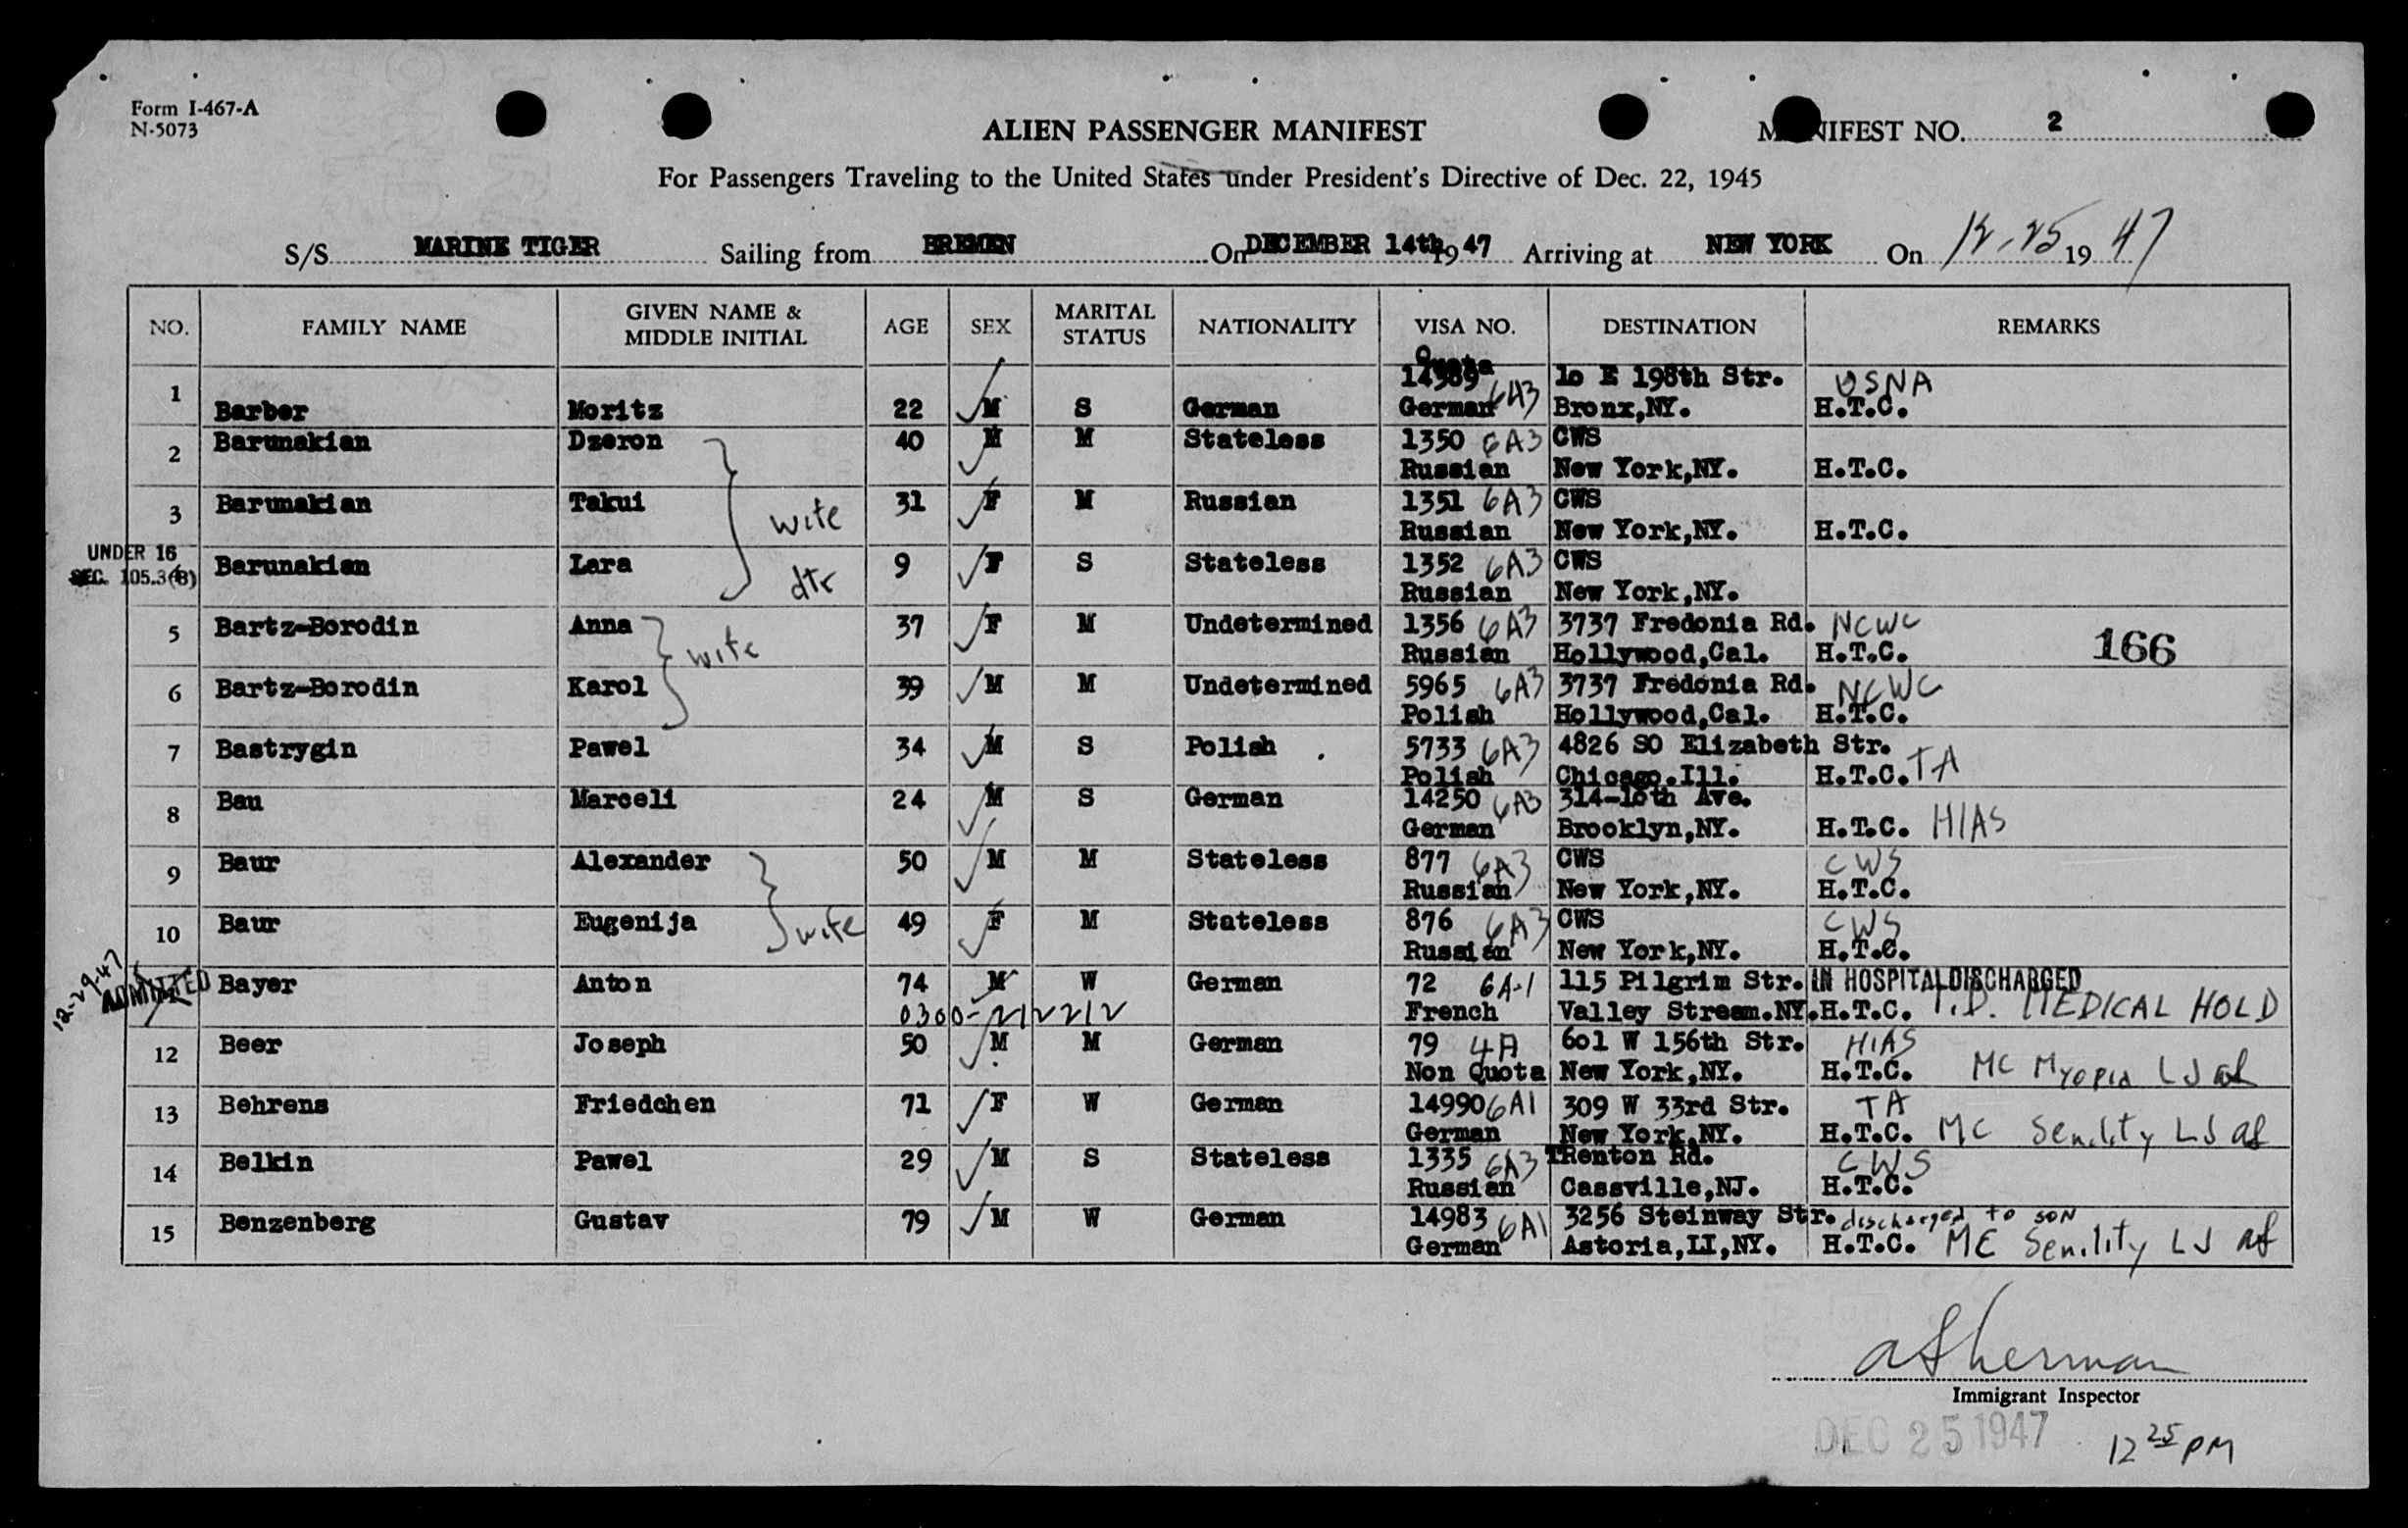 Form I-467-A
N-5073
ALIEN PASSENGER MANIFEST
MANIFEST NO. 2
For Passengers Traveling to the United States under President's Directive of Dec. 22, 1945
S/S MARINE TIGER Sailing from BREMEN On DECEMBER 14th 1947 Arriving at NEW YORK On 12-25 1947
NO. FAMILY NAME GIVEN NAME & MIDDLE INITIAL AGE SEX MARITAL STATUS NATIONALITY VISA NO. DESTINATION REMARKS
Quota
14989 6A3 10 E 198th Str. USNA
1 Barber Moritz 22 M S German German Bronx,NY. H.T.C.
2 Barunakian Dzeron 40 M M Stateless 1350 6A3 CWS
Russian New York,NY. H.T.C.
3 Barunakian Takui wife 31 F M Russian 1351 6A3 CWS
Russian New York,NY. H.T.C.
UNDER 16
SEC. 105.3(B) Barunakian Lara dtr 9 F S Stateless 1352 6A3 CWS
Russian New York,NY.
5 Bartz-Borodin Anna wife 37 F M Undetermined 1356 6A3 3737 Fredonia Rd. NCWC
Russian Hollywood,Cal. H.T.C. 166
6 Bartz-Borodin Karol 39 M M Undetermined 5965 6A3 3737 Fredonia Rd. NCWC
Polish Hollywood,Cal. H.T.C.
7 Bastrygin Pawel 34 M S Polish 5733 6A3 4826 SO Elizabeth Str.
Polish Chicago.Ill. H.T.C. TA
8 Bau Marceli 24 M S German 14250 6A3 314-16th Ave.
German Brooklyn,NY. H.T.C. HIAS
9 Baur Alexander 50 M M Stateless 877 6A3 CWS CWS
Russian New York,NY. H.T.C.
10 Baur Eugenija wife 49 F M Stateless 876 6A3 CWS CWS
Russian New York,NY. H.T.C.
12-29-47 ADMITTED Bayer Anton 74 M W German 72 6A-1 115 Pilgrim Str. IN HOSPITAL DISCHARGED
0300-212212 French Valley Stream.NY. H.T.C. T.D. MEDICAL HOLD
12 Beer Joseph 50 M M German 79 4A 601 W 156th Str. HIAS
Non Quota New York,NY. H.T.C. MC Myopia LJ af
13 Behrens Friedchen 71 F W German 14990 6A1 309 W 33rd Str. TA
German New York,NY. H.T.C. MC Senility LJ af
14 Belkin Pawel 29 M S Stateless 1335 6A3 TRenton Rd. CWS
Russian Cassville,NJ. H.T.C.
15 Benzenberg Gustav 79 M W German 14983 6A1 3256 Steinway Str. discharged to son
German Astoria,LI,NY. H.T.C. MC Senility LJ af
a Sherman
Immigrant Inspector
DEC 25 1947 12 25 PM